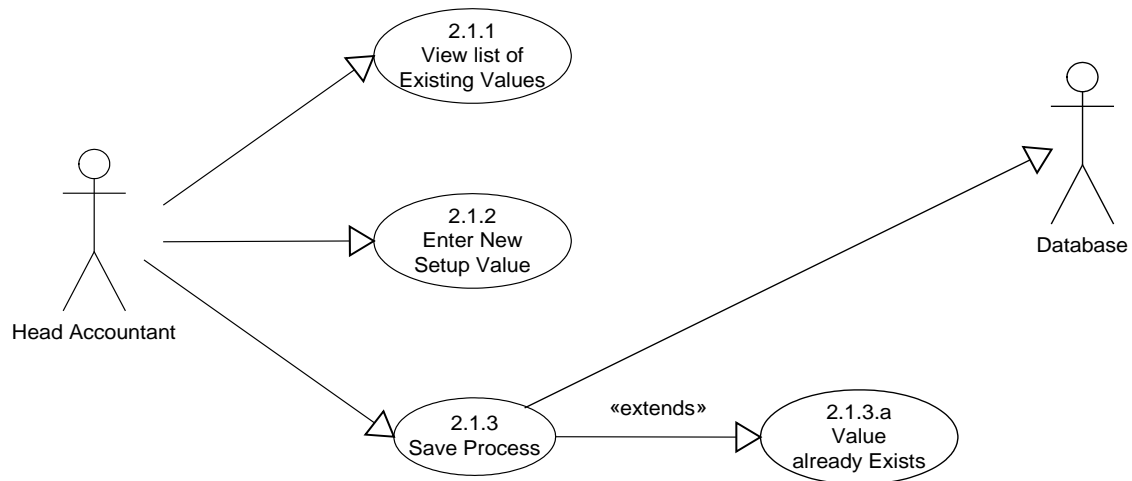 2.1.1
View list of
Existing Values
2.1.2
Enter New
Setup Value
Database
Head Accountant
2.1.3
Save Process
«extends»
2.1.3.a
Value
already Exists